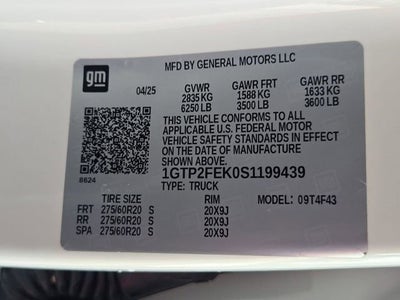 gm
MFD BY GENERAL MOTORS LLC
04/25 GVWR GAWR FRT GAWR RR
2835 KG 1588 KG 1633 KG
6250 LB 3500 LB 3600 LB
THIS VEHICLE CONFORMS TO ALL
APPLICABLE U.S. FEDERAL MOTOR
VEHICLE SAFETY STANDARDS IN EFFECT
ON THE DATE OF MANUFACTURE SHOWN ABOVE.
8624
1GTP2FEK0S1199439
TYPE: TRUCK
TIRE SIZE RIM MODEL: 09T4F43
FRT 275/60R20 S 20X9J
RR 275/60R20 S 20X9J
SPA 275/60R20 S 20X9J